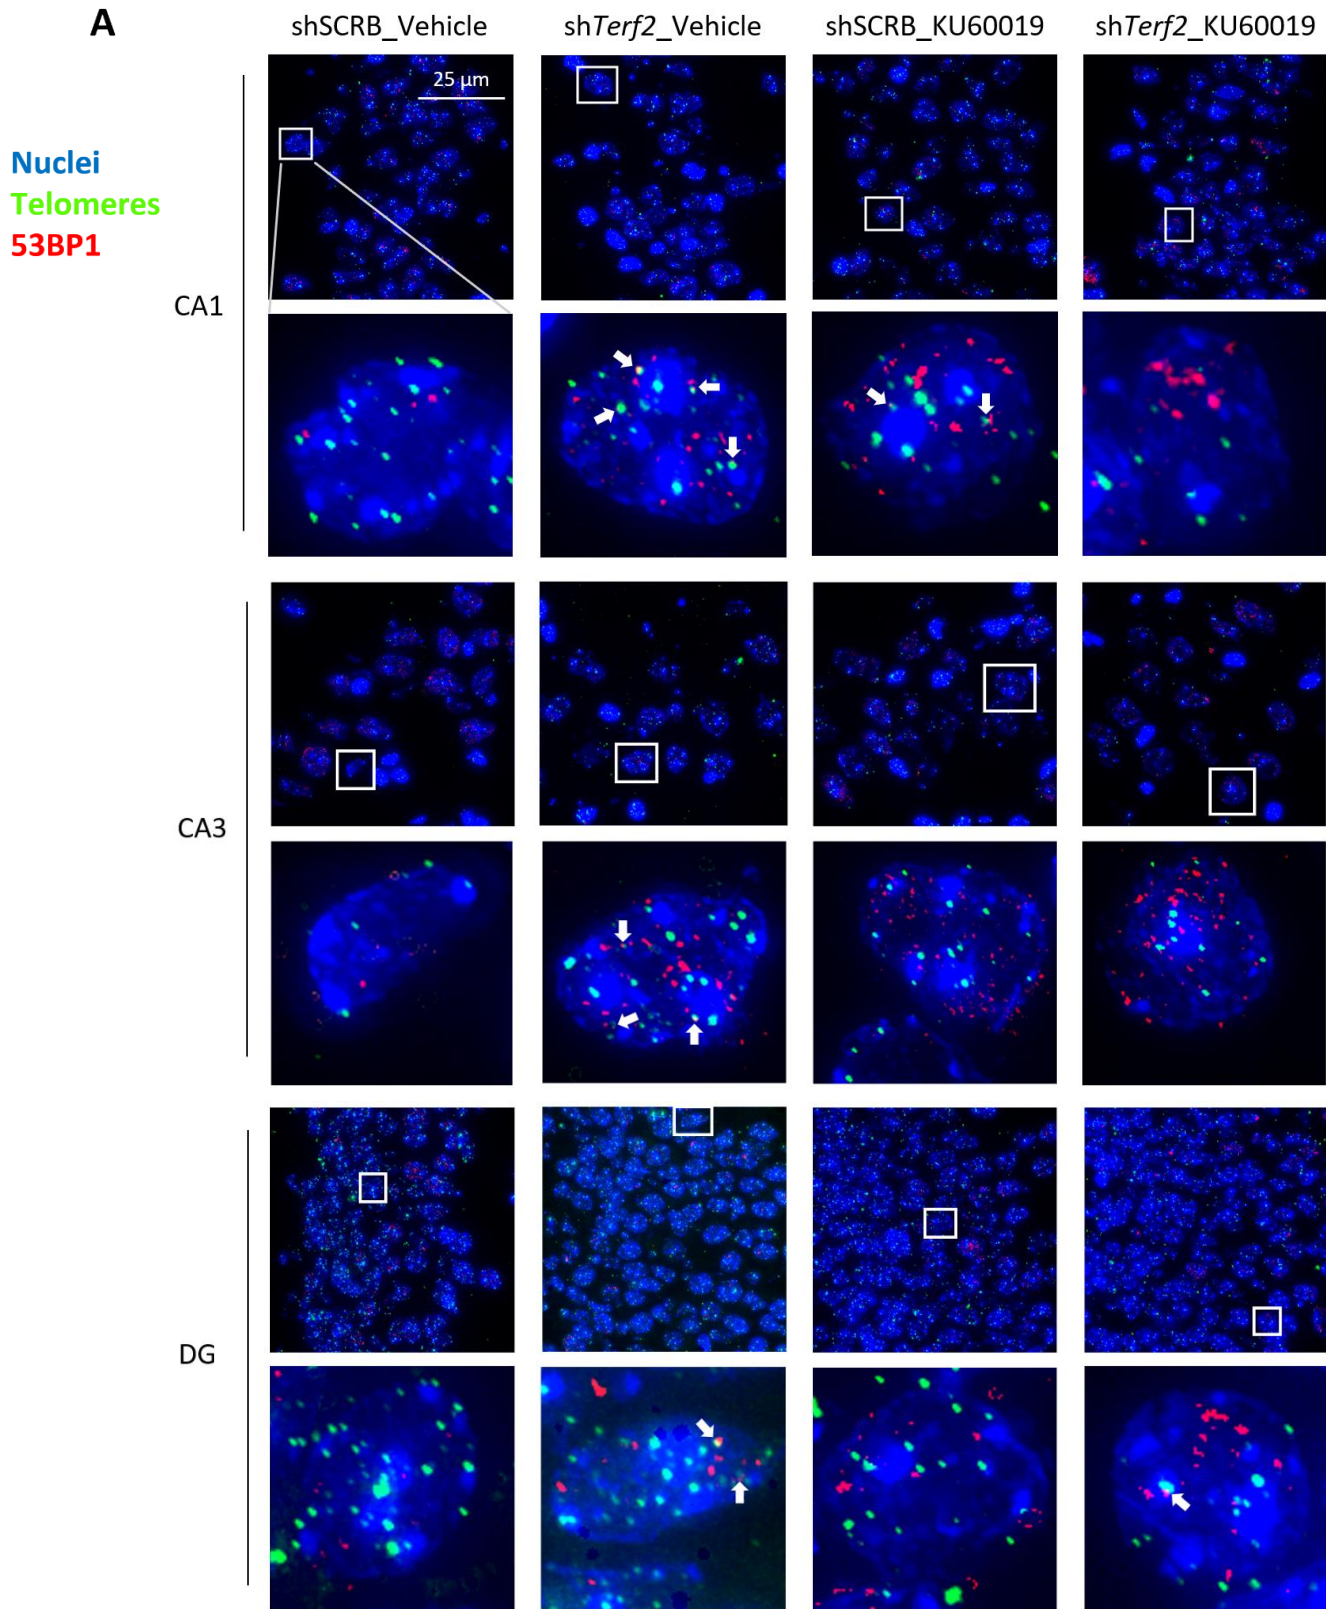 A
shSCRB_Vehicle
shTerf2_Vehicle
shSCRB_KU60019
shTerf2_KU60019
25 µm
Nuclei
Telomeres
53BP1
CA1
CA3
DG